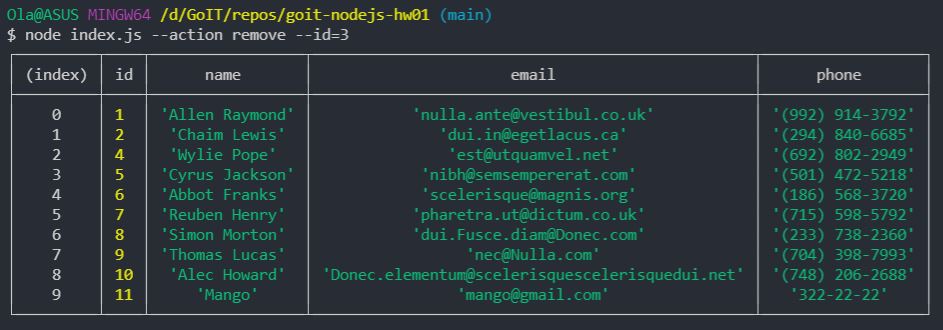 Ola@ASUS MINGW64 /d/GoIT/repos/goit-nodejs-hw01 (main)
$ node index.js --action remove --id=3
(index) id name email phone
0 1 'Allen Raymond' 'nulla.ante@vestibul.co.uk' '(992) 914-3792'
1 2 'Chaim Lewis' 'dui.in@egetlacus.ca' '(294) 840-6685'
2 4 'Wylie Pope' 'est@utquamvel.net' '(692) 802-2949'
3 5 'Cyrus Jackson' 'nibh@semsempererat.com' '(501) 472-5218'
4 6 'Abbot Franks' 'scelerisque@magnis.org' '(186) 568-3720'
5 7 'Reuben Henry' 'pharetra.ut@dictum.co.uk' '(715) 598-5792'
6 8 'Simon Morton' 'dui.Fusce.diam@Donec.com' '(233) 738-2360'
7 9 'Thomas Lucas' 'nec@Nulla.com' '(704) 398-7993'
8 10 'Alec Howard' 'Donec.elementum@scelerisquescelerisquedui.net' '(748) 206-2688'
9 11 'Mango' 'mango@gmail.com' '322-22-22'